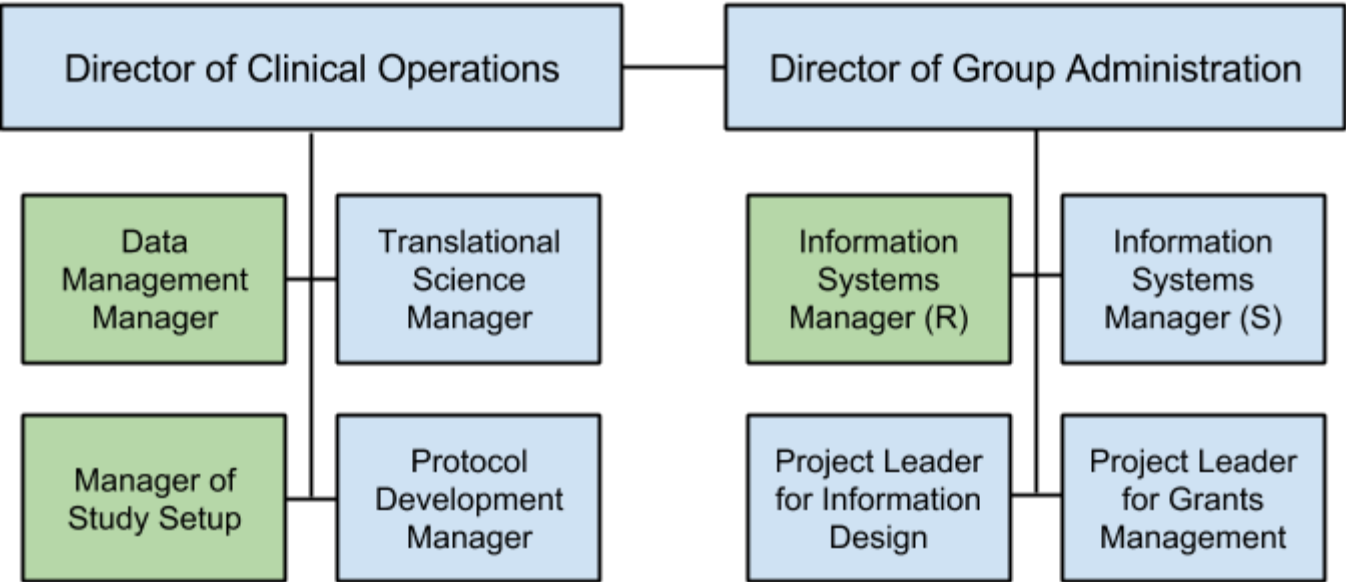 Director of Clinical Operations
Director of Group Administration
Data
Management
Manager
Translational
Science
Manager
Information
Systems
Manager (R)
Information
Systems
Manager (S)
Manager of
Study Setup
Protocol
Development
Manager
Project Leader
for Information
Design
Project Leader
for Grants
Management